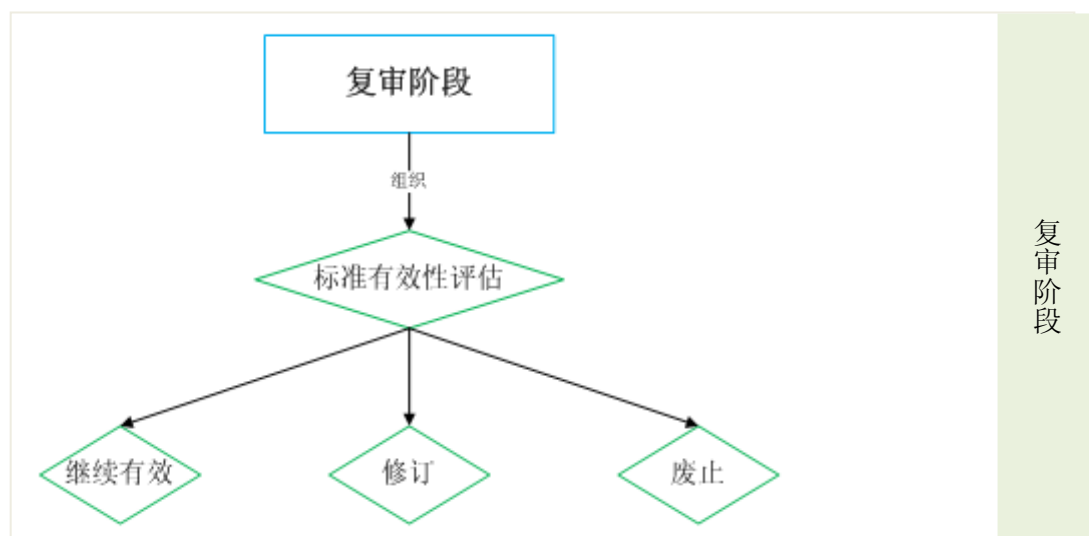 复审阶段
组织
标准有效性评估
继续有效
修订
废止
复审阶段